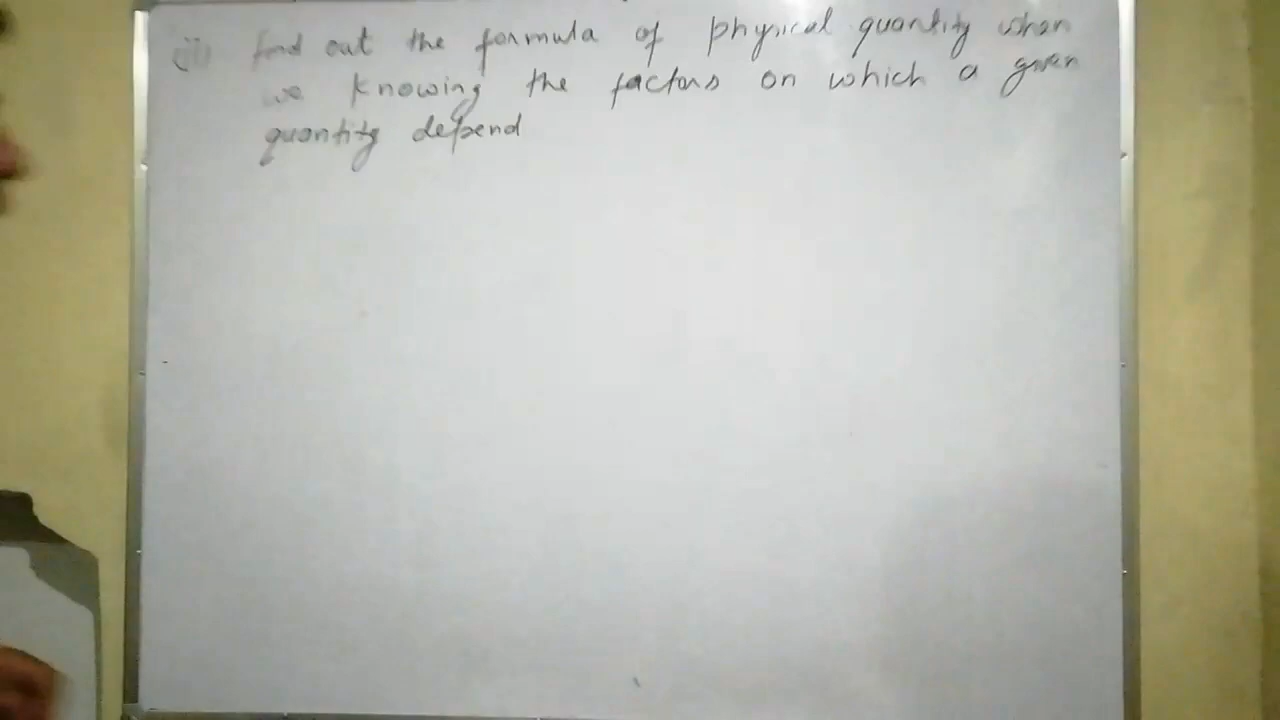 (ii) find out the formula of physical quantity when
we knowing the factors on which a given
quantity depend